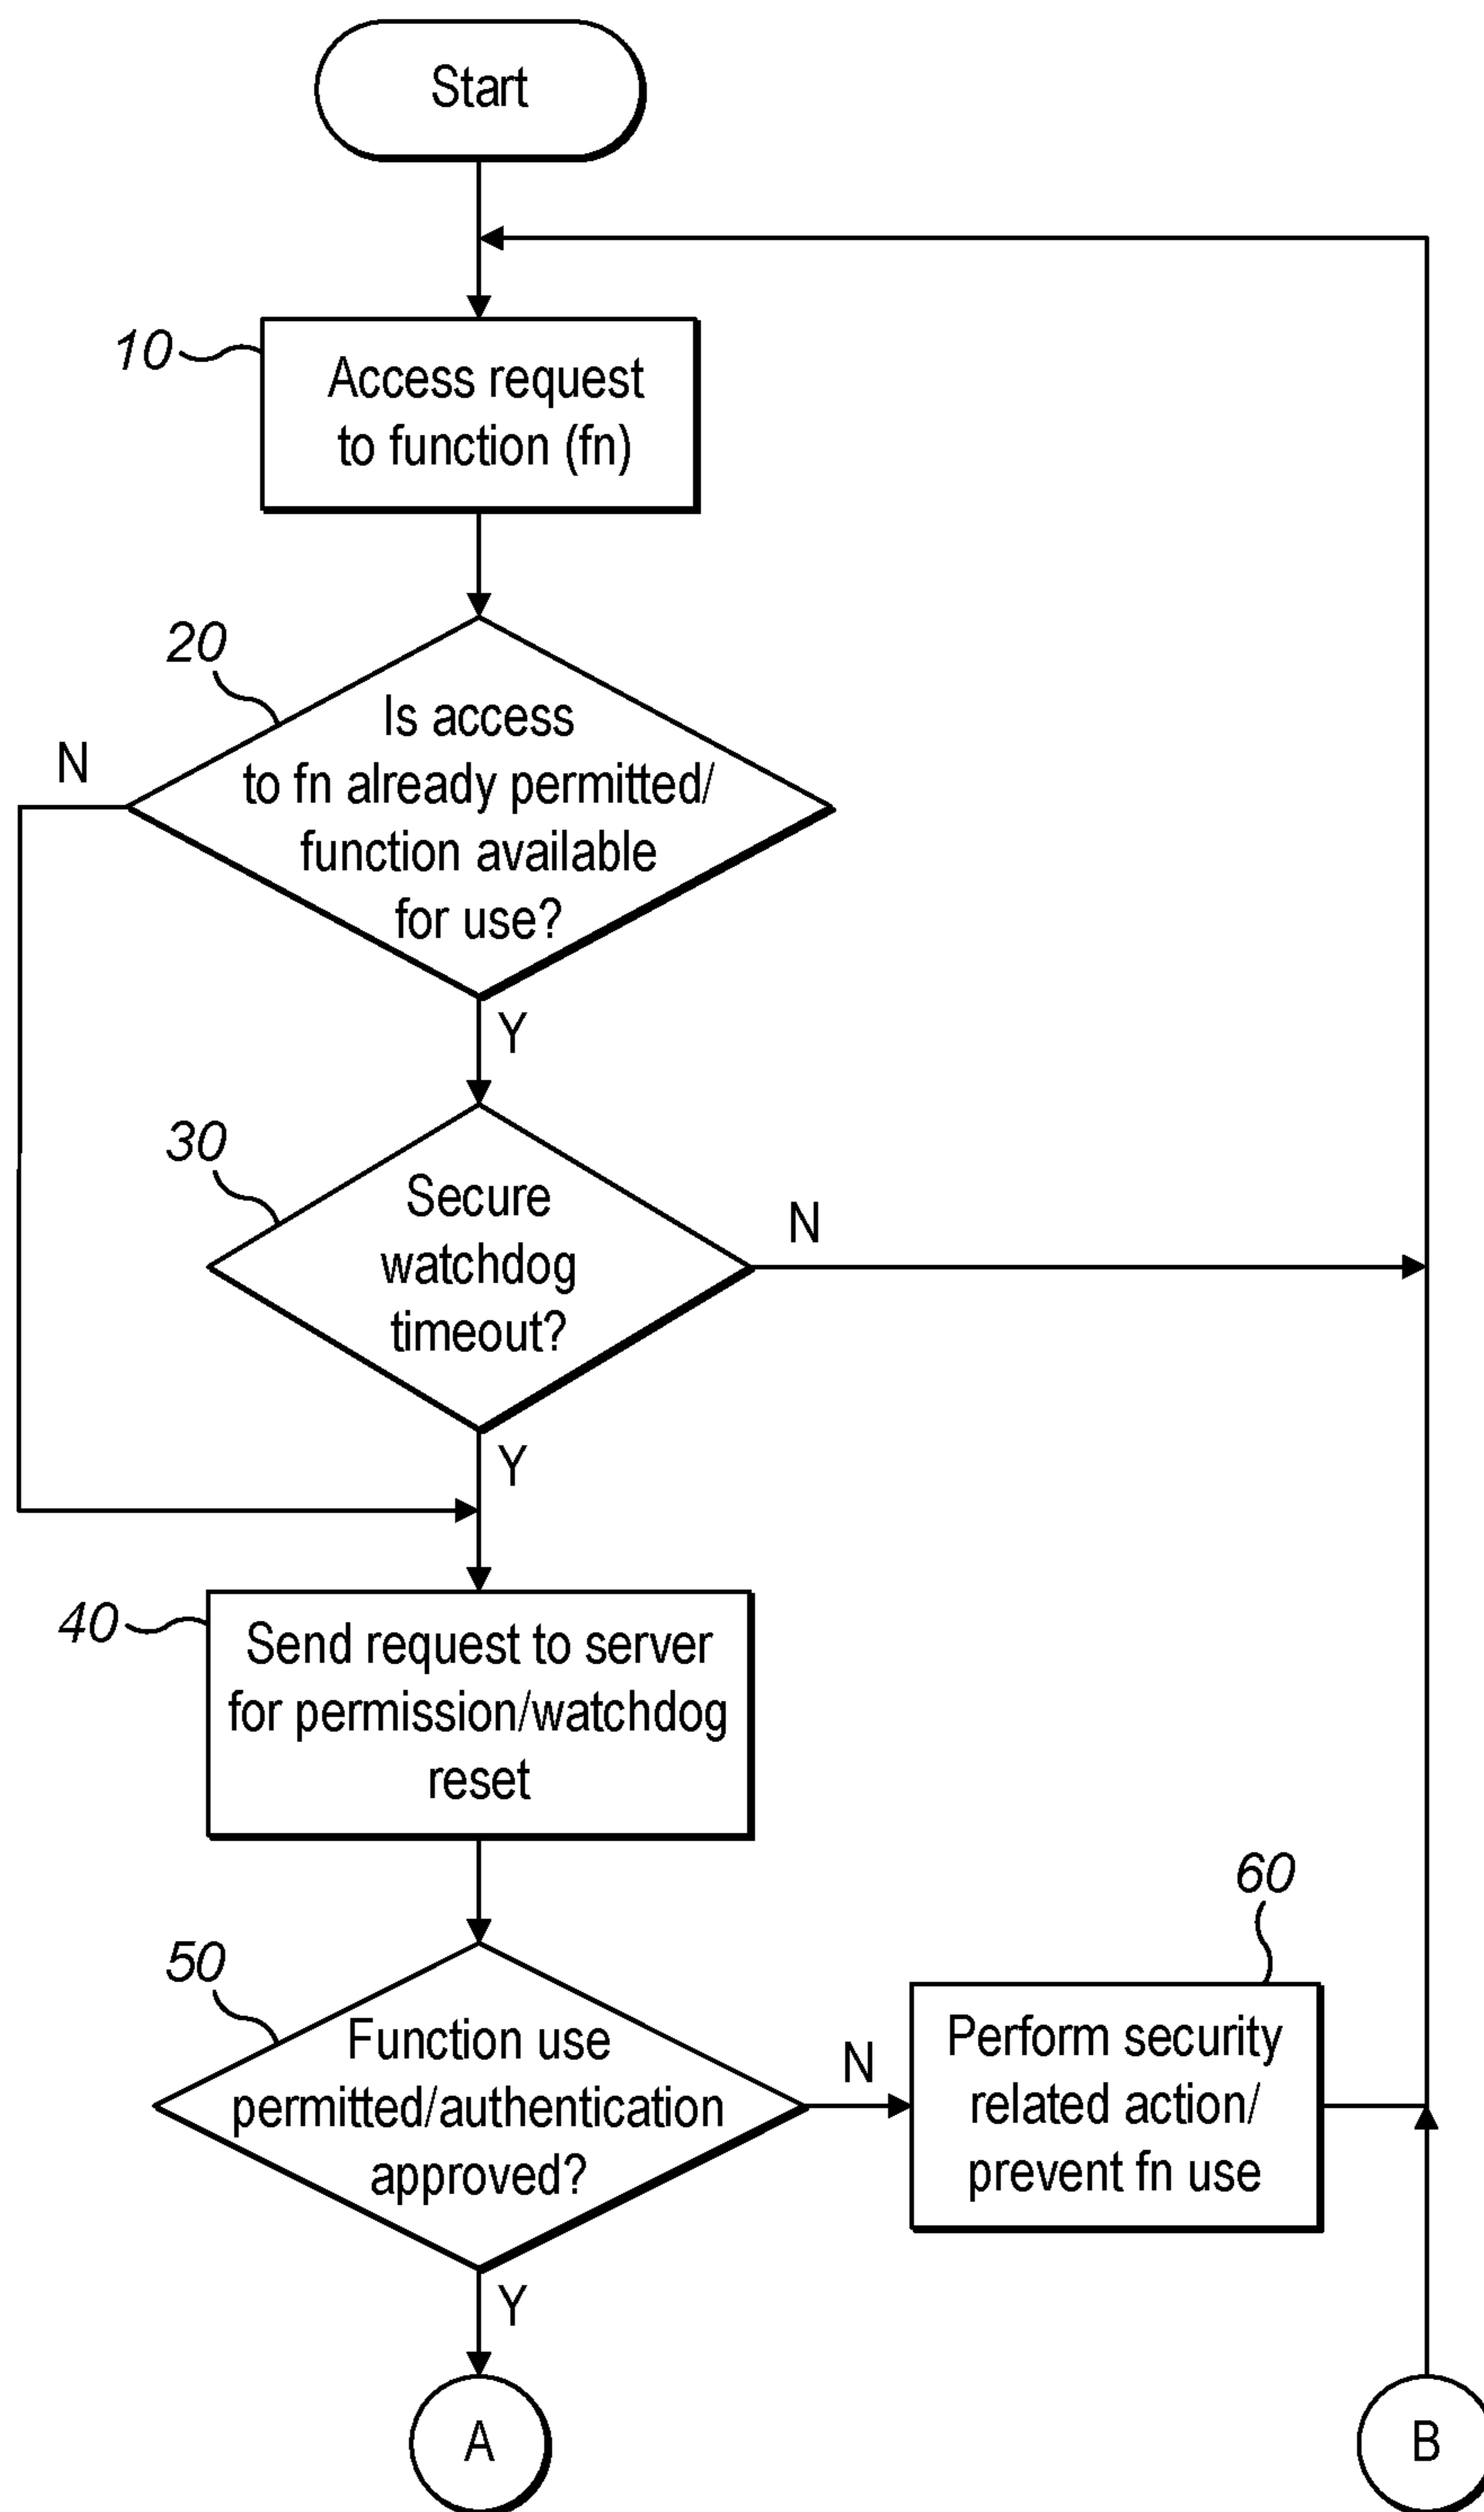 Start
10
Access request
to function (fn)
20
Is access
to fn already permitted/
function available
for use?
N
Y
30
Secure
watchdog
timeout?
N
Y
40
Send request to server
for permission/watchdog
reset
50
Function use
permitted/authentication
approved?
N
60
Perform security
related action/
prevent fn use
Y
A
B